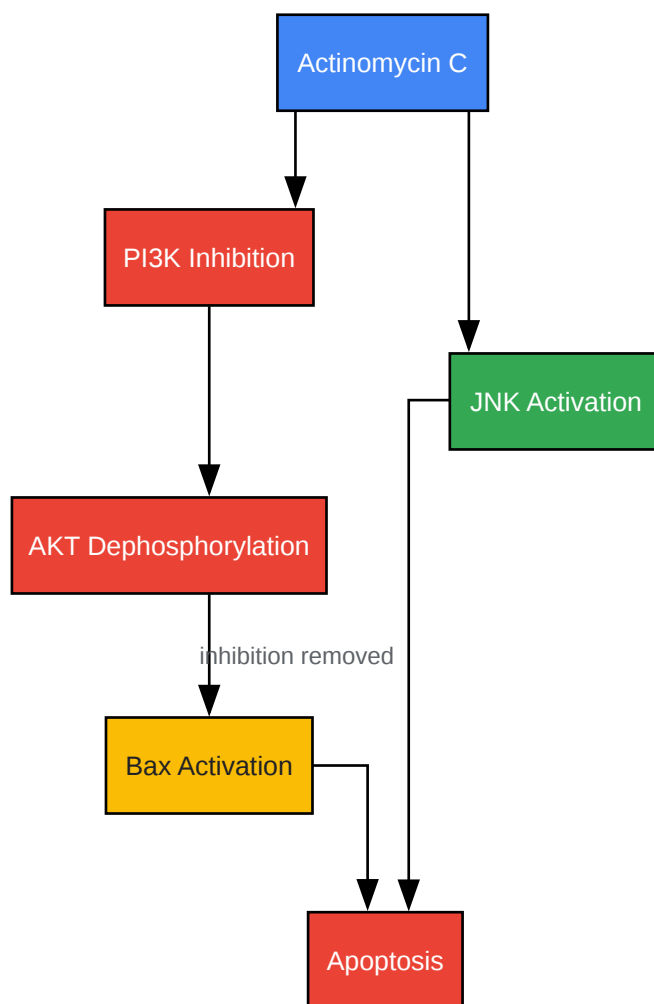 Actinomycin C
PI3K Inhibition
JNK Activation
AKT Dephosphorylation
inhibition removed
Bax Activation
Apoptosis